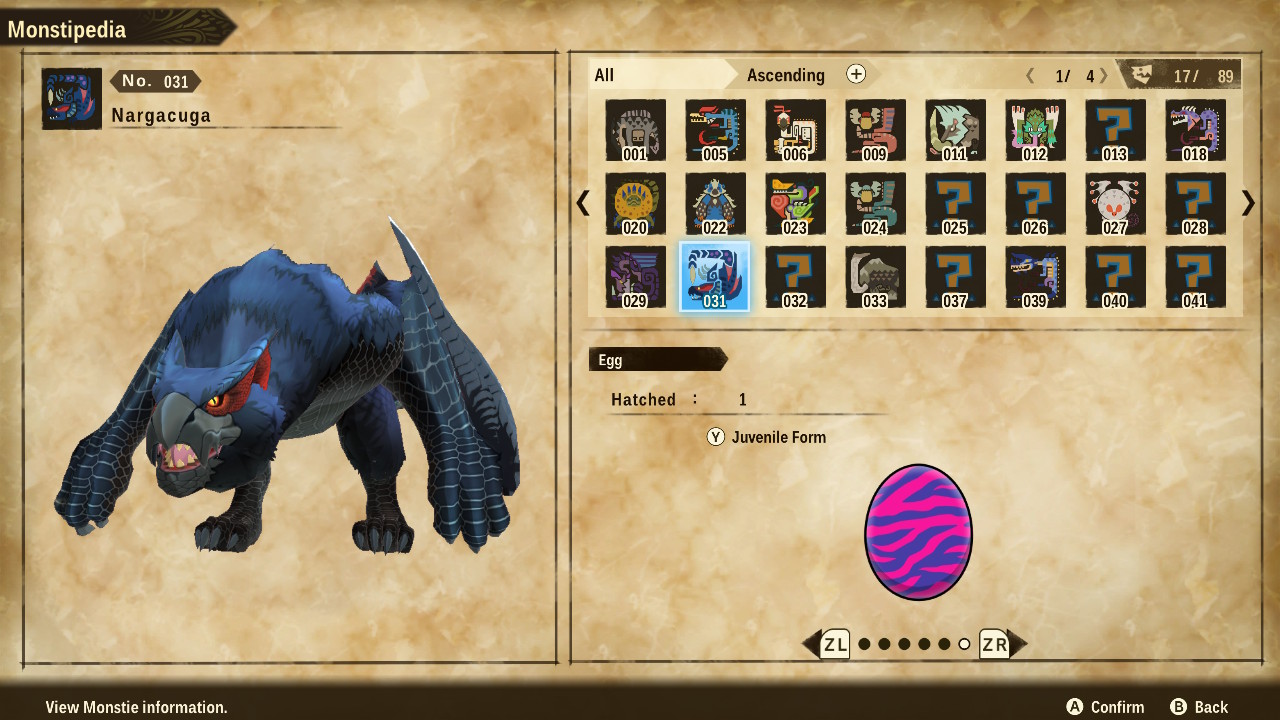 Monstipedia
No. 031
Nargacuga
All Ascending + 1/ 4 17/ 89
001 005 006 009 011 012 013 018
020 022 023 024 025 026 027 028
029 031 032 033 037 039 040 041
Egg
Hatched : 1
Y Juvenile Form
ZL ZR
View Monstie information.
A Confirm B Back